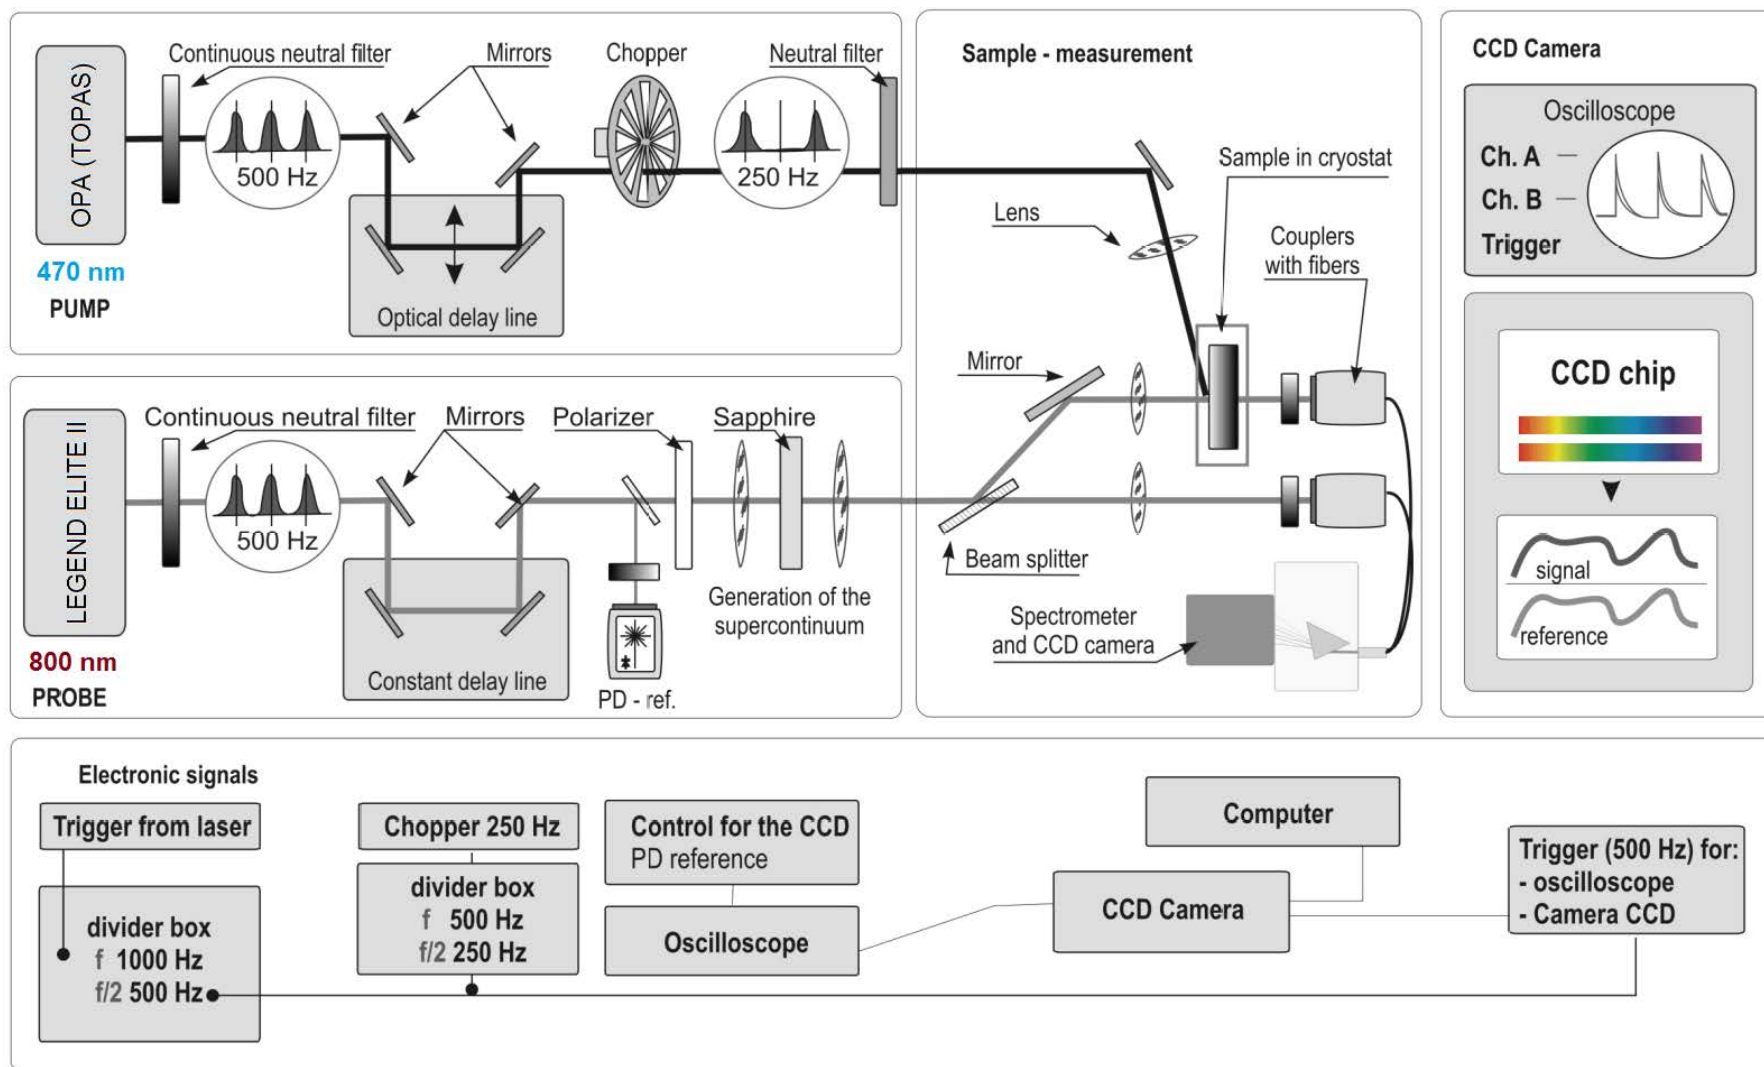 OPA (TOPAS)
470 nm
PUMP
Continuous neutral filter
500 Hz
Mirrors
Optical delay line
Chopper
250 Hz
Neutral filter
LEGEND ELITE II
800 nm
PROBE
Continuous neutral filter
500 Hz
Mirrors
Constant delay line
Polarizer
PD - ref.
Sapphire
Generation of the
supercontinuum
Sample - measurement
Sample in cryostat
Lens
Couplers
with fibers
Mirror
Beam splitter
Spectrometer
and CCD camera
CCD Camera
Oscilloscope
Ch. A
Ch. B
Trigger
CCD chip
signal
reference
Electronic signals
Trigger from laser
divider box
f 1000 Hz
f/2 500 Hz
Chopper 250 Hz
divider box
f 500 Hz
f/2 250 Hz
Control for the CCD
PD reference
Oscilloscope
CCD Camera
Computer
Trigger (500 Hz) for:
- oscilloscope
- Camera CCD